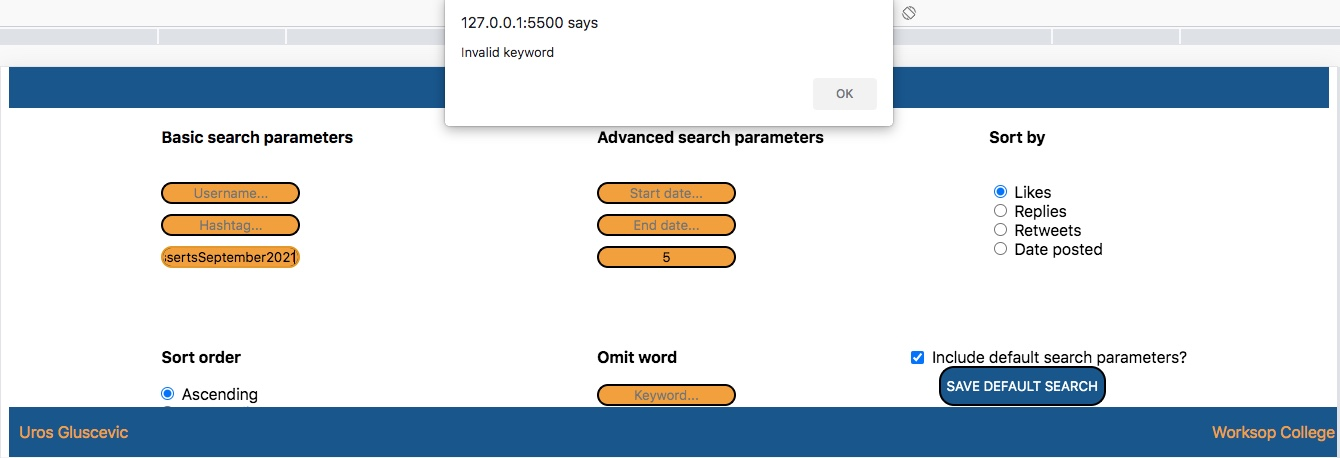 127.0.0.1:5500 says
Invalid keyword
OK
Basic search parameters
Username...
Hashtag...
sertsSeptember2021
Advanced search parameters
Start date...
End date...
5
Sort by
Likes
Replies
Retweets
Date posted
Sort order
Ascending
Omit word
Keyword...
Include default search parameters?
SAVE DEFAULT SEARCH
Uros Gluscevic
Worksop College